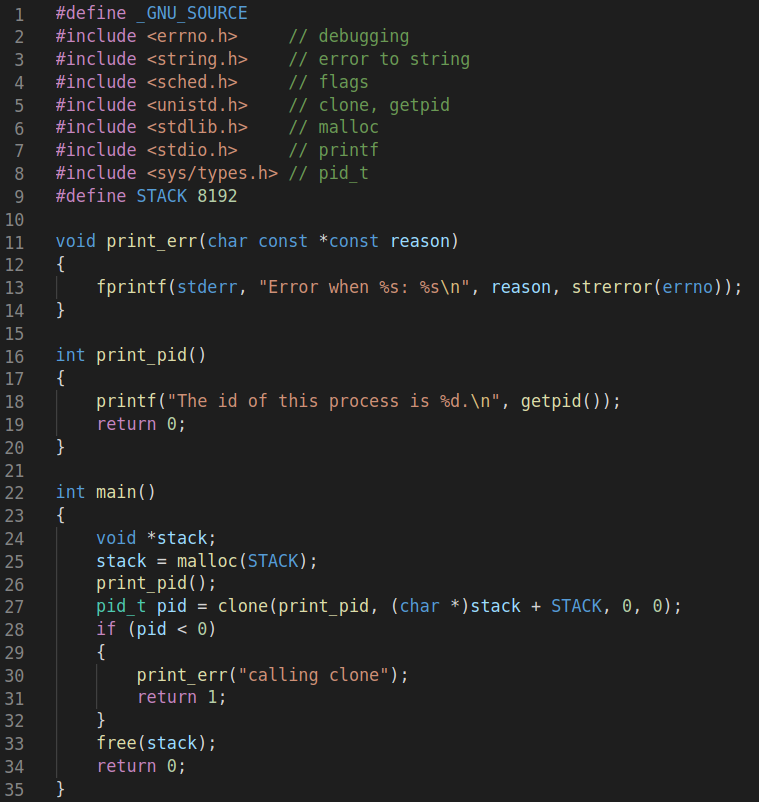 1 #define _GNU_SOURCE
2 #include <errno.h>     // debugging
3 #include <string.h>    // error to string
4 #include <sched.h>     // flags
5 #include <unistd.h>    // clone, getpid
6 #include <stdlib.h>    // malloc
7 #include <stdio.h>     // printf
8 #include <sys/types.h> // pid_t
9 #define STACK 8192
10
11 void print_err(char const *const reason)
12 {
13     fprintf(stderr, "Error when %s: %s\n", reason, strerror(errno));
14 }
15
16 int print_pid()
17 {
18     printf("The id of this process is %d.\n", getpid());
19     return 0;
20 }
21
22 int main()
23 {
24     void *stack;
25     stack = malloc(STACK);
26     print_pid();
27     pid_t pid = clone(print_pid, (char *)stack + STACK, 0, 0);
28     if (pid < 0)
29     {
30         print_err("calling clone");
31         return 1;
32     }
33     free(stack);
34     return 0;
35 }